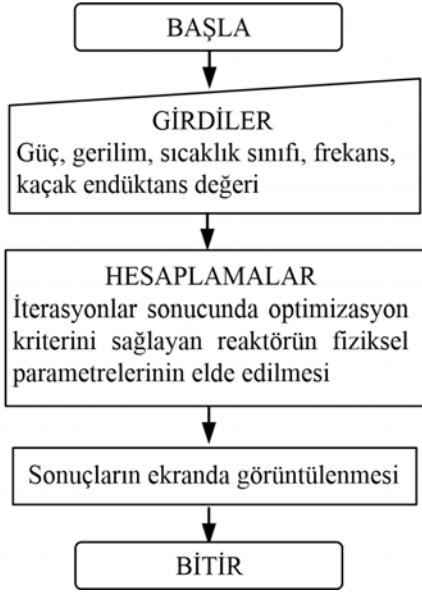 BAŞLA
GİRDİLER
Güç, gerilim, sıcaklık sınıfı, frekans,
kaçak endüktans değeri
HESAPLAMALAR
İterasyonlar sonucunda optimizasyon
kriterini sağlayan reaktörün fiziksel
parametrelerinin elde edilmesi
Sonuçların ekranda görüntülenmesi
BİTİR